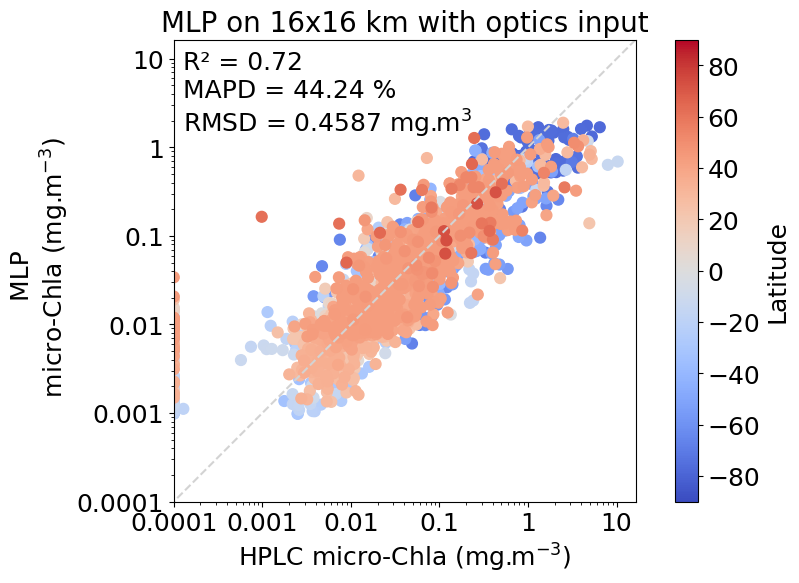 MLP on 16x16 km with optics input
R² = 0.72
MAPD = 44.24 %
RMSD = 0.4587 mg.m³
MLP
micro-Chla (mg.m⁻³)
10
1
0.1
0.01
0.001
0.0001
0.0001 0.001 0.01 0.1 1 10
HPLC micro-Chla (mg.m⁻³)
80
60
40
20
0
−20
−40
−60
−80
Latitude